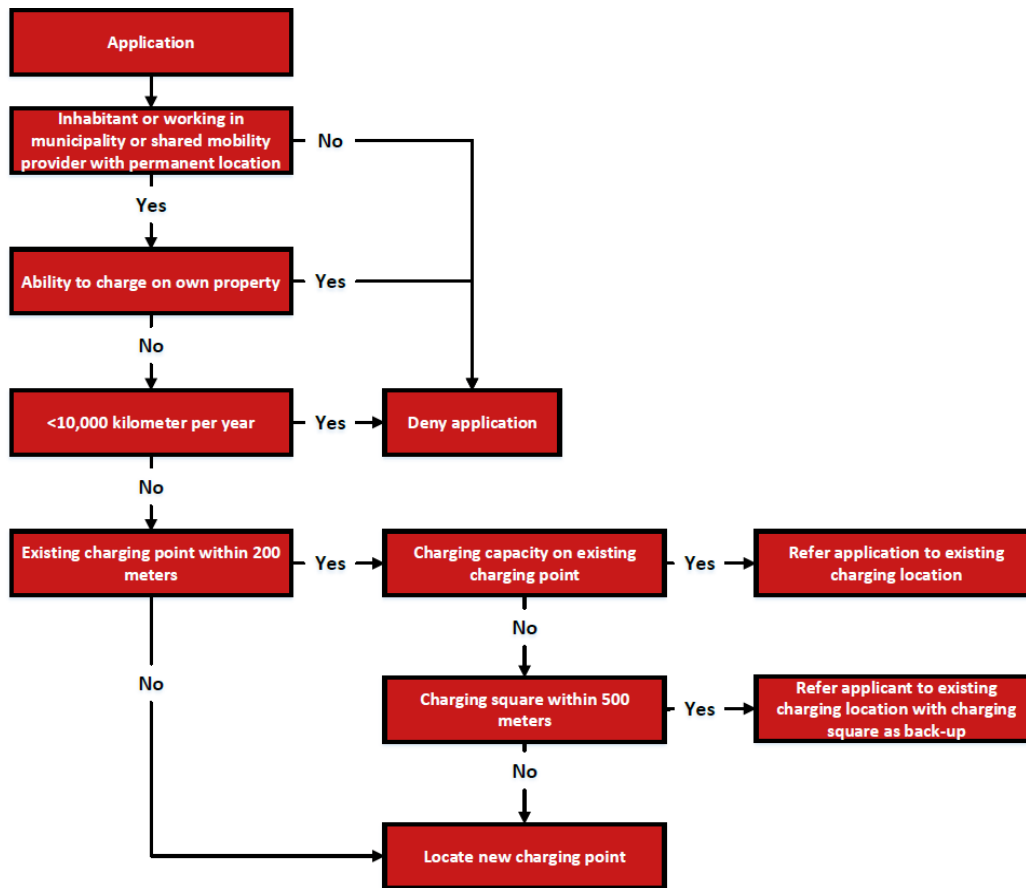 Application
Inhabitant or working in
municipality or shared mobility
provider with permanent location
No
Yes
Ability to charge on own property
Yes
No
<10,000 kilometer per year
Yes
Deny application
No
Existing charging point within 200
meters
Yes
Charging capacity on existing
charging point
Yes
Refer application to existing
charging location
No
No
Charging square within 500
meters
Yes
Refer applicant to existing
charging location with charging
square as back-up
No
Locate new charging point